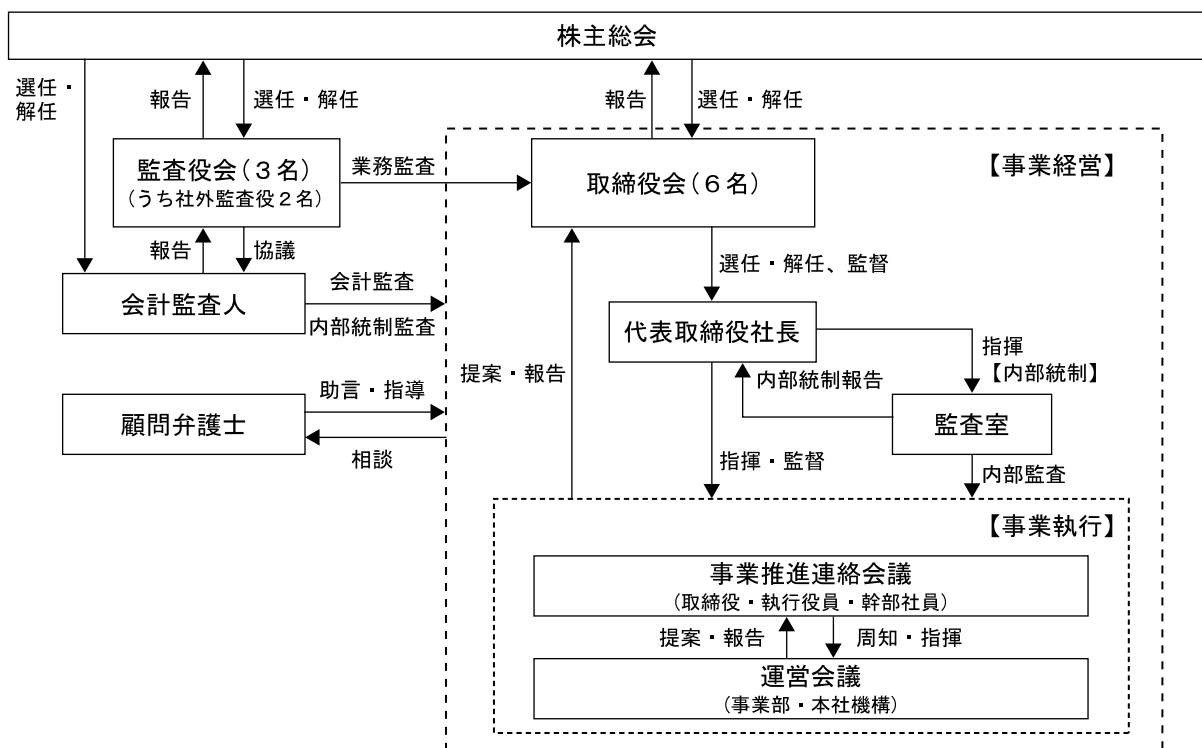 株主総会
選任・
解任
報告
選任・解任
報告
選任・解任
監査役会(3名)
(うち社外監査役2名)
業務監査
取締役会(6名)
【事業経営】
報告
協議
選任・解任、監督
会計監査人
会計監査
内部統制監査
代表取締役社長
指揮
【内部統制】
提案・報告
内部統制報告
顧問弁護士
助言・指導
相談
監査室
指揮・監督
内部監査
【事業執行】
事業推進連絡会議
(取締役・執行役員・幹部社員)
提案・報告
周知・指揮
運営会議
(事業部・本社機構)